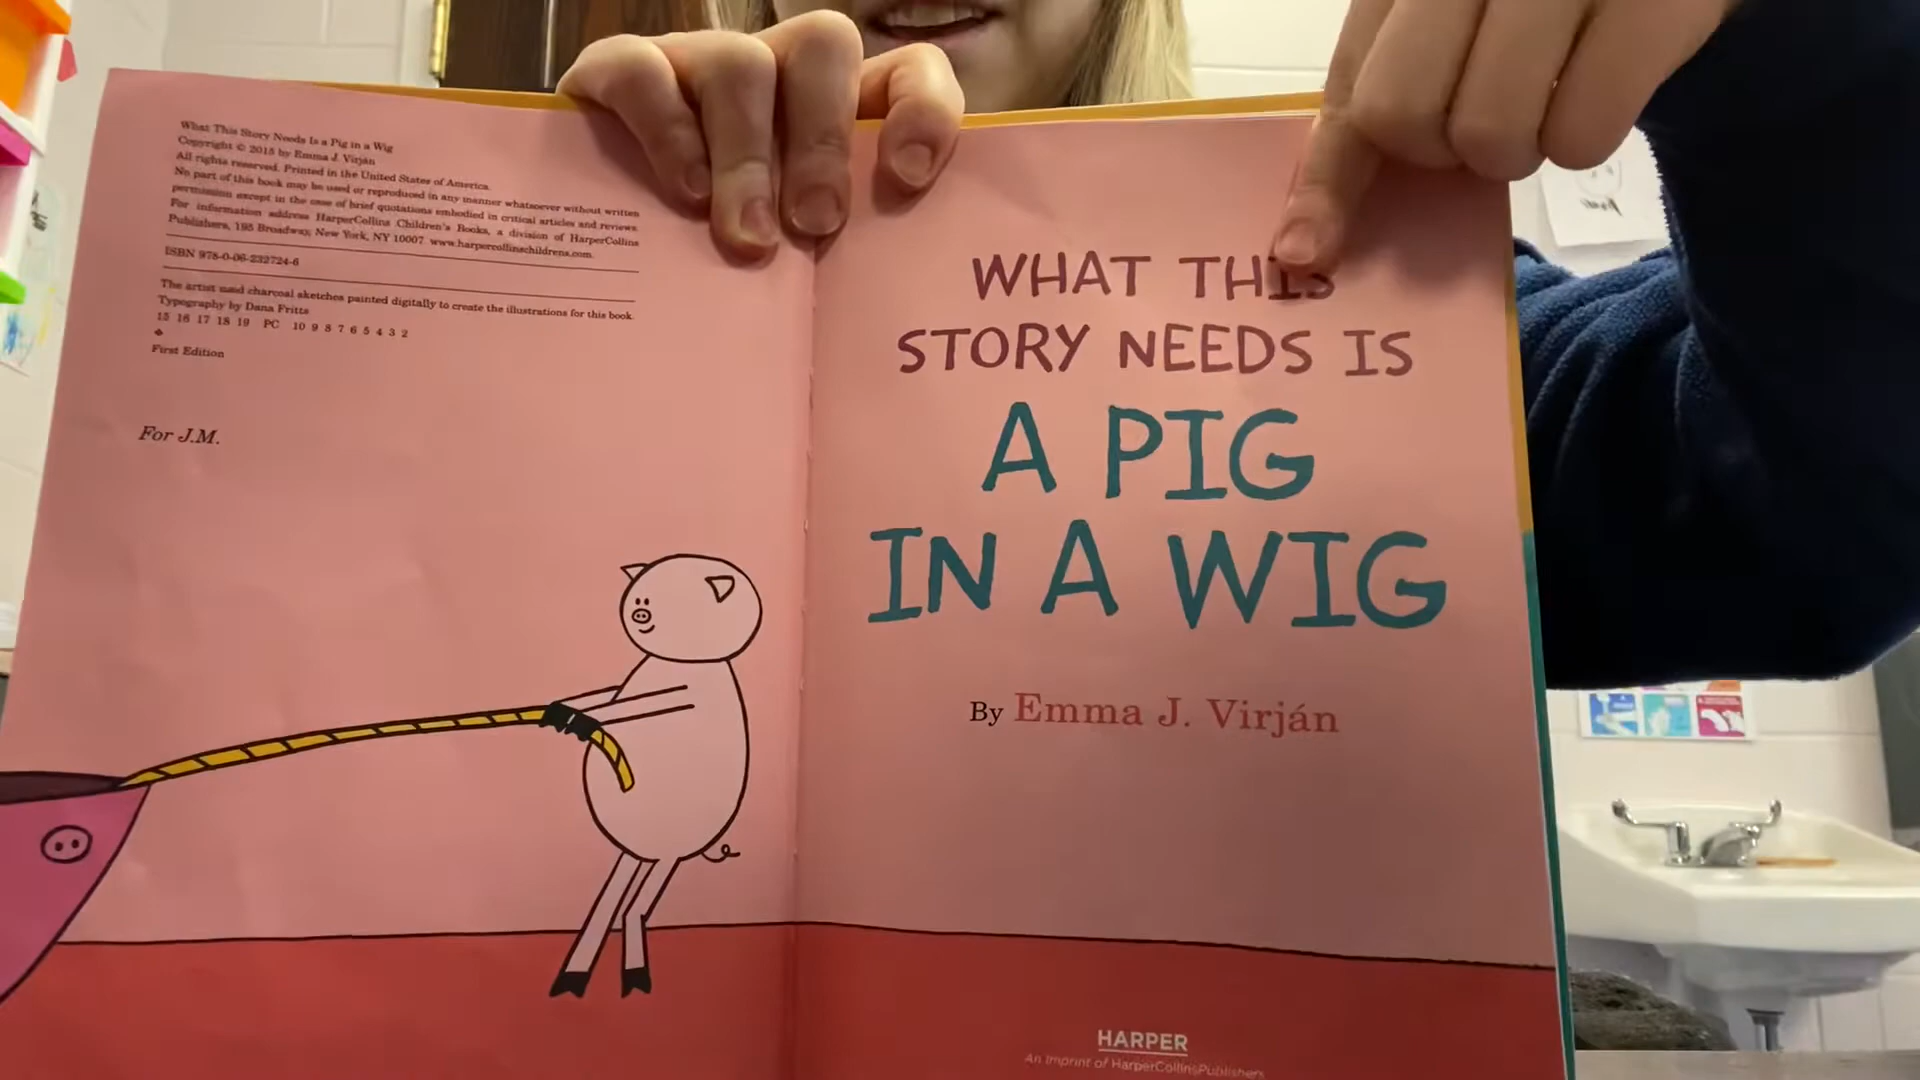 What This Story Needs Is a Pig in a Wig
Copyright © 2015 by Emma J. Virján
All rights reserved. Printed in the United States of America.
No part of this book may be used or reproduced in any manner whatsoever without written
permission except in the case of brief quotations embodied in critical articles and reviews.
For information address HarperCollins Children's Books, a division of HarperCollins
Publishers, 195 Broadway, New York, NY 10007. www.harpercollinschildrens.com.
ISBN 978-0-06-232724-6
The artist used charcoal sketches painted digitally to create the illustrations for this book.
Typography by Dana Fritts
15 16 17 18 19 PC 10 9 8 7 6 5 4 3 2
❖
First Edition
For J.M.
WHAT THIS
STORY NEEDS IS
A PIG
IN A WIG
By Emma J. Virján
HARPER
An Imprint of HarperCollinsPublishers